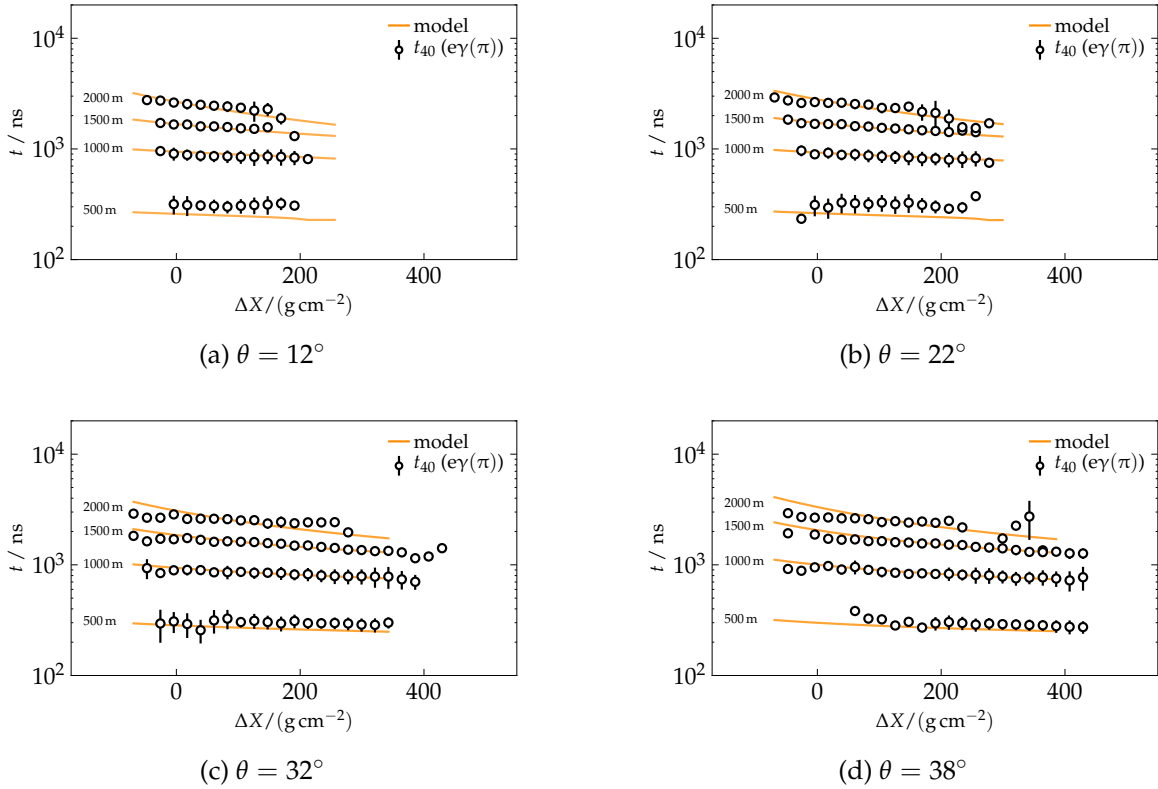 model
t₄₀ (eγ(π))
10⁴
2000 m
1500 m
10³
1000 m
500 m
10²
t / ns
0 200 400
ΔX/(g cm⁻²)
(a) θ = 12°
model
t₄₀ (eγ(π))
10⁴
2000 m
1500 m
10³
1000 m
500 m
10²
t / ns
0 200 400
ΔX/(g cm⁻²)
(b) θ = 22°
model
t₄₀ (eγ(π))
10⁴
2000 m
1500 m
10³
1000 m
500 m
10²
t / ns
0 200 400
ΔX/(g cm⁻²)
(c) θ = 32°
model
t₄₀ (eγ(π))
10⁴
2000 m
1500 m
10³
1000 m
500 m
10²
t / ns
0 200 400
ΔX/(g cm⁻²)
(d) θ = 38°